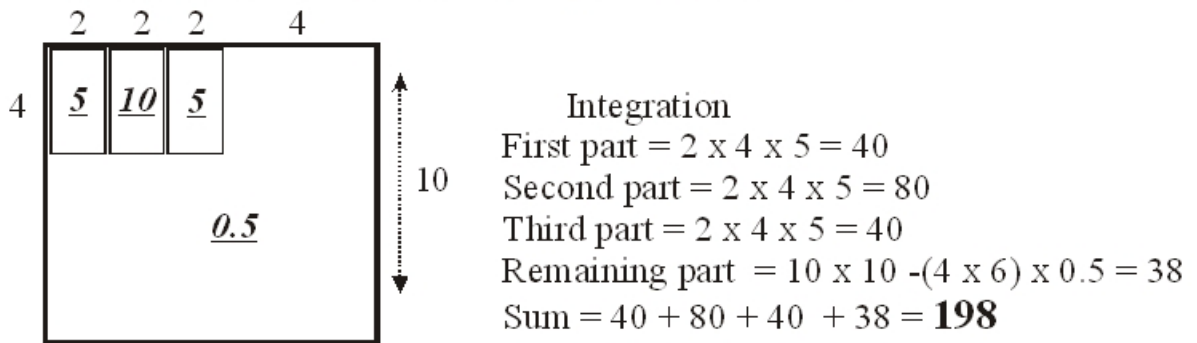 2 2 2 4
4
5 10 5
10
0.5
Integration
First part = 2 x 4 x 5 = 40
Second part = 2 x 4 x 5 = 80
Third part = 2 x 4 x 5 = 40
Remaining part = 10 x 10 -(4 x 6) x 0.5 = 38
Sum = 40 + 80 + 40 + 38 = 198